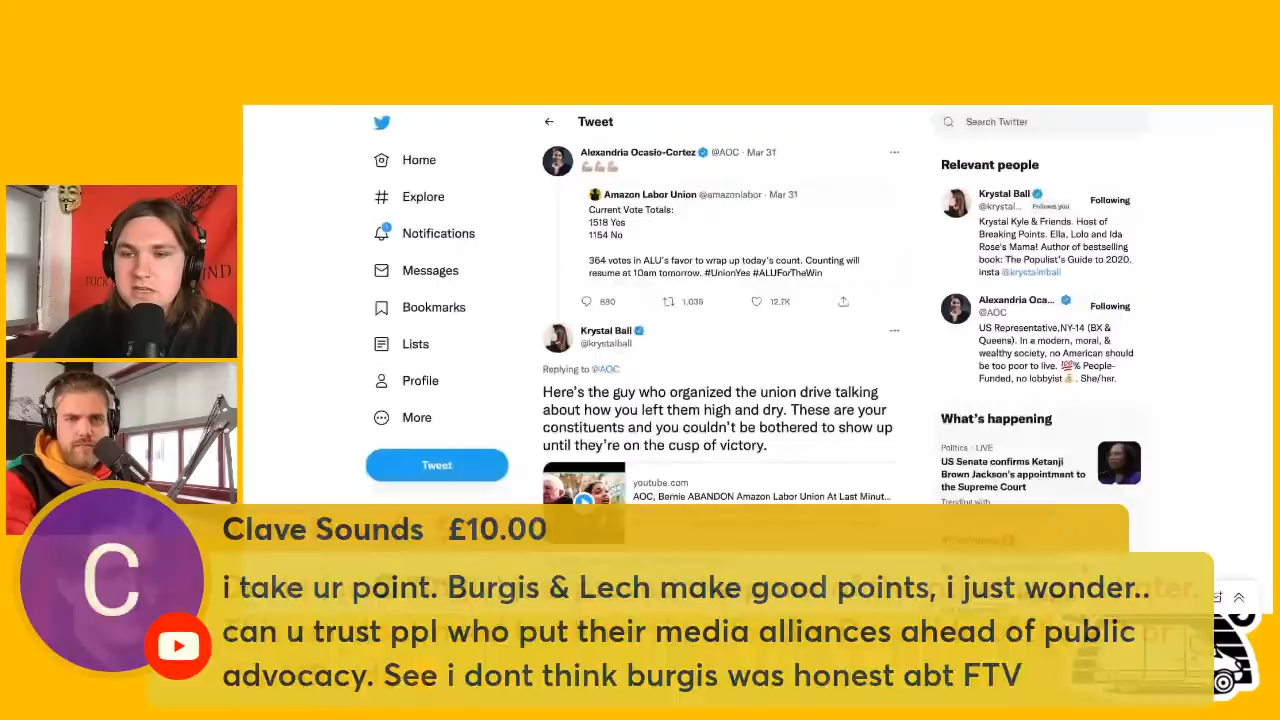 Tweet
Search Twitter
Home
Explore
Notifications
Messages
Bookmarks
Lists
Profile
More
Tweet
Alexandria Ocasio-Cortez @AOC · Mar 31
Amazon Labor Union @amazonlabor · Mar 31
Current Vote Totals:
1518 Yes
1154 No
364 votes in ALU's favor to wrap up today's count. Counting will
resume at 10am tomorrow. #UnionYes #ALUForTheWin
12.7K
Krystal Ball
@krystalball
Replying to @AOC
Here's the guy who organized the union drive talking
about how you left them high and dry. These are your
constituents and you couldn't be bothered to show up
until they're on the cusp of victory.
youtube.com
AOC, Bernie ABANDON Amazon Labor Union At Last Minut...
Relevant people
Krystal Ball
@krystal... Follows you
Following
Krystal Kyle & Friends. Host of
Breaking Points. Ella, Lolo and Ida
Rose's Mama! Author of bestselling
book: The Populist's Guide to 2020.
insta @krystalmball
Alexandria Oca...
@AOC
Following
US Representative,NY-14 (BX &
Queens). In a modern, moral, &
wealthy society, no American should
be too poor to live. 💯% People-
Funded, no lobbyist💰. She/her.
What's happening
Politics · LIVE
US Senate confirms Ketanji
Brown Jackson's appointment to
the Supreme Court
Trending with
C
Clave Sounds £10.00
i take ur point. Burgis & Lech make good points, i just wonder..
can u trust ppl who put their media alliances ahead of public
advocacy. See i dont think burgis was honest abt FTV